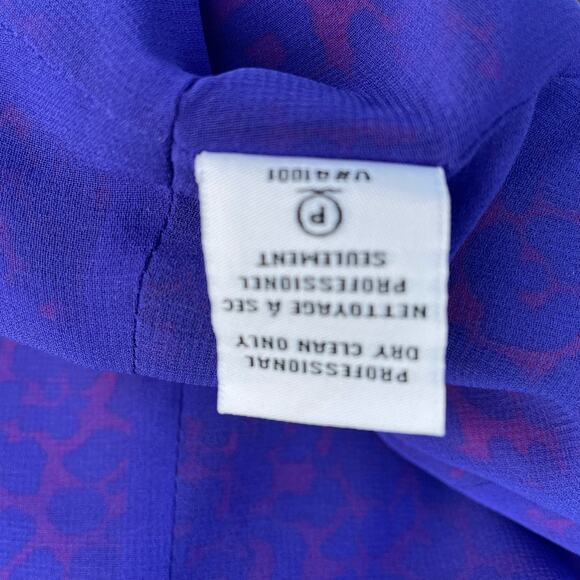 PROFESSIONAL
DRY CLEAN ONLY
NETTOYAGE À SEC
PROFESSIONEL
SEULEMENT
P